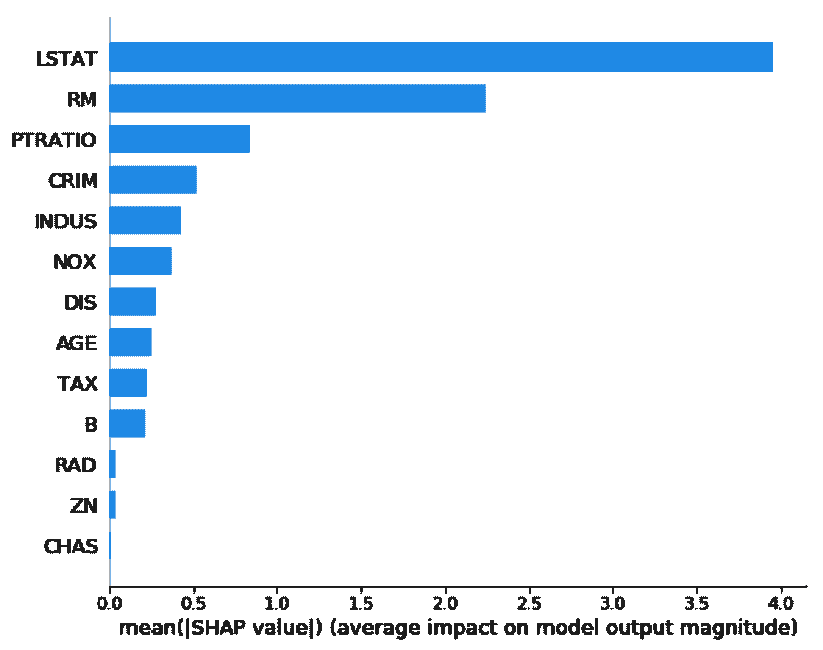 LSTAT
RM
PTRATIO
CRIM
INDUS
NOX
DIS
AGE
TAX
B
RAD
ZN
CHAS
0.0 0.5 1.0 1.5 2.0 2.5 3.0 3.5 4.0
mean(|SHAP value|) (average impact on model output magnitude)